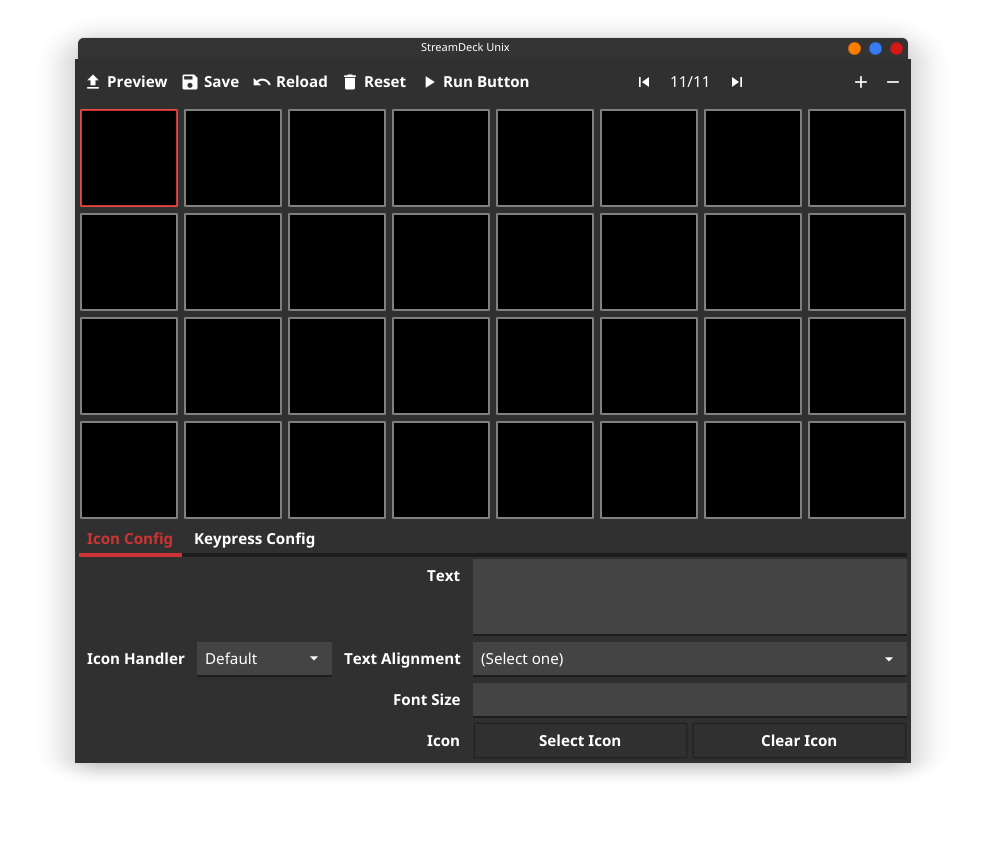 StreamDeck Unix
Preview Save Reload Reset Run Button 11/11
Icon Config Keypress Config
Text
Icon Handler Default Text Alignment (Select one)
Font Size
Icon Select Icon Clear Icon